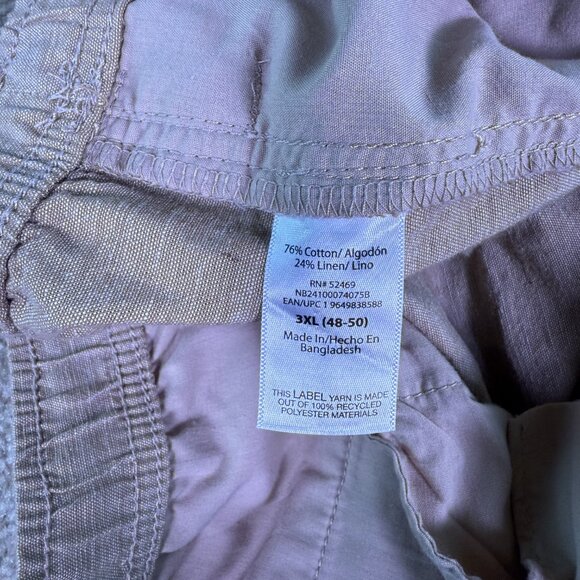 76% Cotton/ Algodón
24% Linen/ Lino
RN# 52469
NB24100074075B
EAN/UPC 1 9649838588
3XL (48-50)
Made In/Hecho En
Bangladesh
THIS LABEL YARN IS MADE
OUT OF 100% RECYCLED
POLYESTER MATERIALS